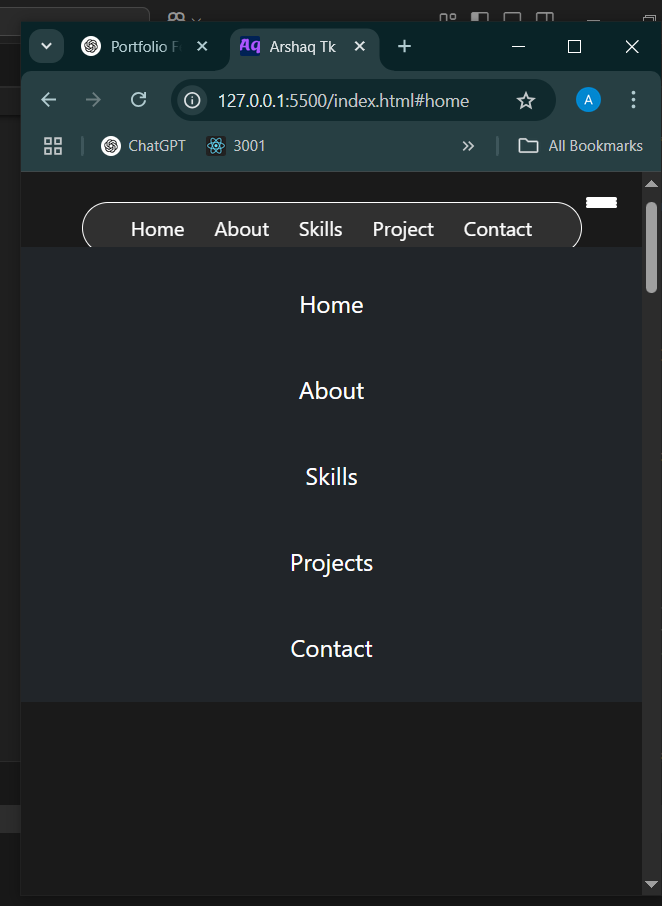 Portfolio F
Aq Arshaq Tk
127.0.0.1:5500/index.html#home
A
ChatGPT
3001
All Bookmarks
Home About Skills Project Contact
Home
About
Skills
Projects
Contact